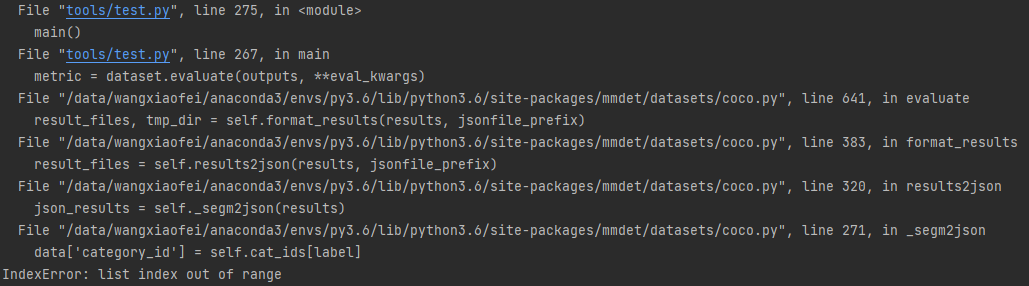 File "tools/test.py", line 275, in <module>
main()
File "tools/test.py", line 267, in main
metric = dataset.evaluate(outputs, **eval_kwargs)
File "/data/wangxiaofei/anaconda3/envs/py3.6/lib/python3.6/site-packages/mmdet/datasets/coco.py", line 641, in evaluate
result_files, tmp_dir = self.format_results(results, jsonfile_prefix)
File "/data/wangxiaofei/anaconda3/envs/py3.6/lib/python3.6/site-packages/mmdet/datasets/coco.py", line 383, in format_results
result_files = self.results2json(results, jsonfile_prefix)
File "/data/wangxiaofei/anaconda3/envs/py3.6/lib/python3.6/site-packages/mmdet/datasets/coco.py", line 320, in results2json
json_results = self._segm2json(results)
File "/data/wangxiaofei/anaconda3/envs/py3.6/lib/python3.6/site-packages/mmdet/datasets/coco.py", line 271, in _segm2json
data['category_id'] = self.cat_ids[label]
IndexError: list index out of range